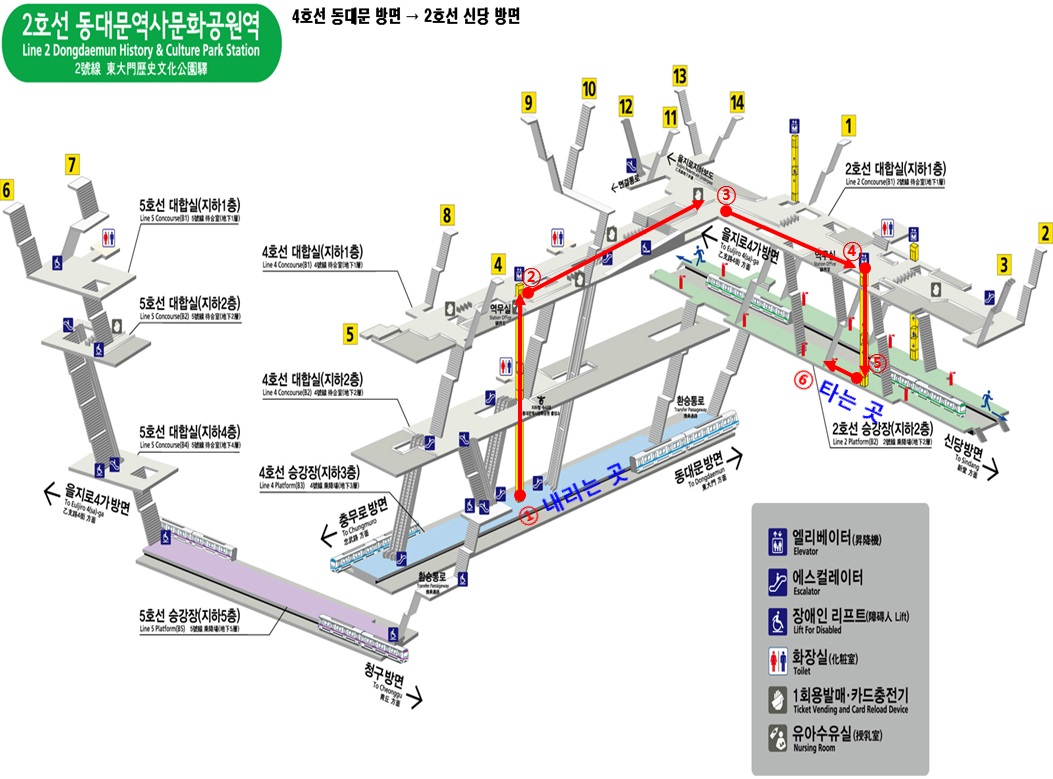 2호선 동대문역사문화공원역
Line 2 Dongdaemun History & Culture Park Station
2號線 東大門歷史文化公園驛
4호선 동대문 방면 → 2호선 신당 방면
6
7
5호선 대합실(지하1층)
Line 5 Concourse(B1) 5號線 待合室(地下1層)
5호선 대합실(지하2층)
Line 5 Concourse(B2) 5號線 待合室(地下2層)
5호선 대합실(지하4층)
Line 5 Concourse(B4) 5號線 待合室(地下4層)
을지로4가방면
To Euljiro 4(sa)-ga
乙支路4街 方面
5호선 승강장(지하5층)
Line 5 Platform(B5) 5號線 乘降場(地下5層)
청구방면
To Cheonggu
靑丘 方面
9
10
12
13
11
14
1
8
4
5
2
3
4호선 대합실(지하1층)
Line 4 Concourse(B1) 4號線 待合室(地下1層)
4호선 대합실(지하2층)
Line 4 Concourse(B2) 4號線 待合室(地下2層)
4호선 승강장(지하3층)
Line 4 Platform(B3) 4號線 乘降場(地下3層)
충무로방면
To Chungmuro
忠武路 方面
동대문방면
To Dongdaemun
東大門 方面
환승통로
Transfer Passageway
환승통로
Transfer Passageway
연결통로
을지로지하보도
역무실
Station Office
역무실
2호선 대합실(지하1층)
Line 2 Concourse(B1) 2號線 待合室(地下1層)
을지로4가방면
To Euljiro 4(sa)-ga
乙支路4街 方面
2호선 승강장(지하2층)
Line 2 Platform(B2) 2號線 乘降場(地下2層)
신당방면
To Sindang
新堂 方面
①
②
③
④
⑤
⑥
내리는 곳
타는 곳
엘리베이터(昇降機)
Elevator
에스컬레이터
Escalator
장애인 리프트(障碍人 Lift)
Lift For Disabled
화장실(化粧室)
Toilet
1회용발매·카드충전기
Ticket Vending and Card Reload Device
유아수유실(授乳室)
Nursing Room